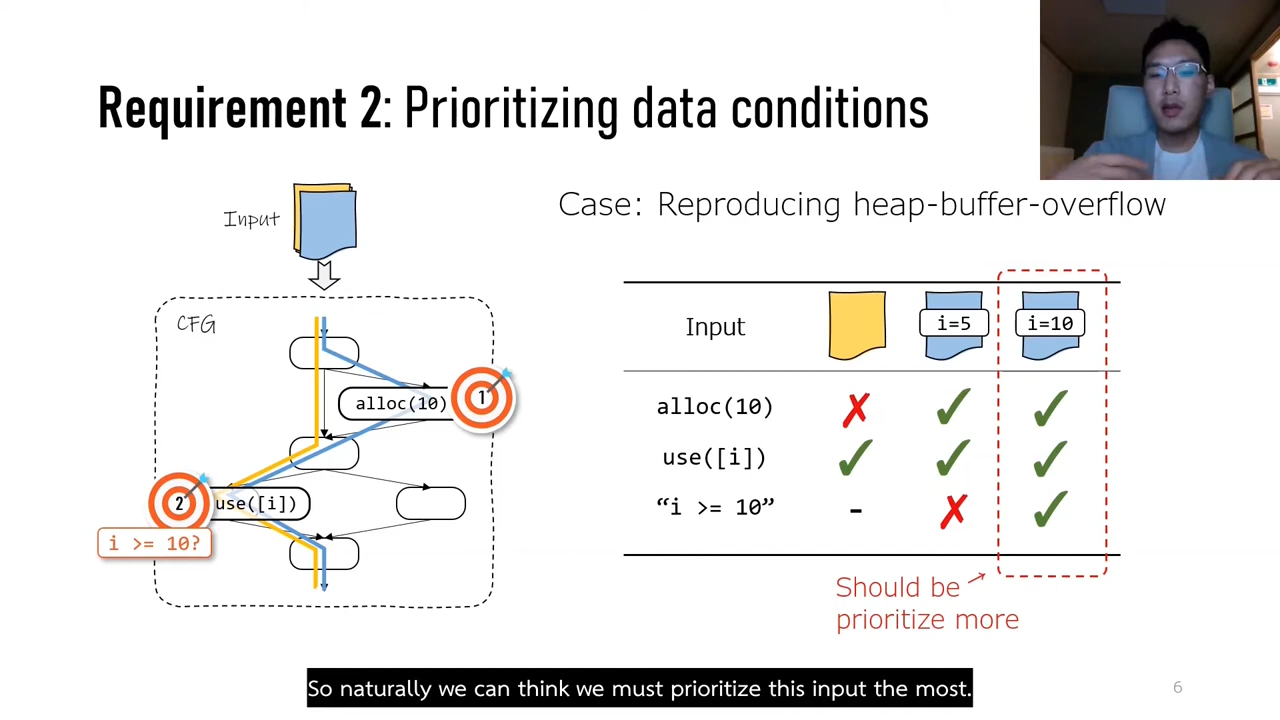 Requirement 2: Prioritizing data conditions
Input
CFG
alloc(10)
1
2
use([i])
i >= 10?
Case: Reproducing heap-buffer-overflow
Input
i=5
i=10
alloc(10)
✗ ✓ ✓
use([i])
✓ ✓ ✓
“i >= 10”
- ✗ ✓
Should be
prioritize more
So naturally we can think we must prioritize this input the most.
6